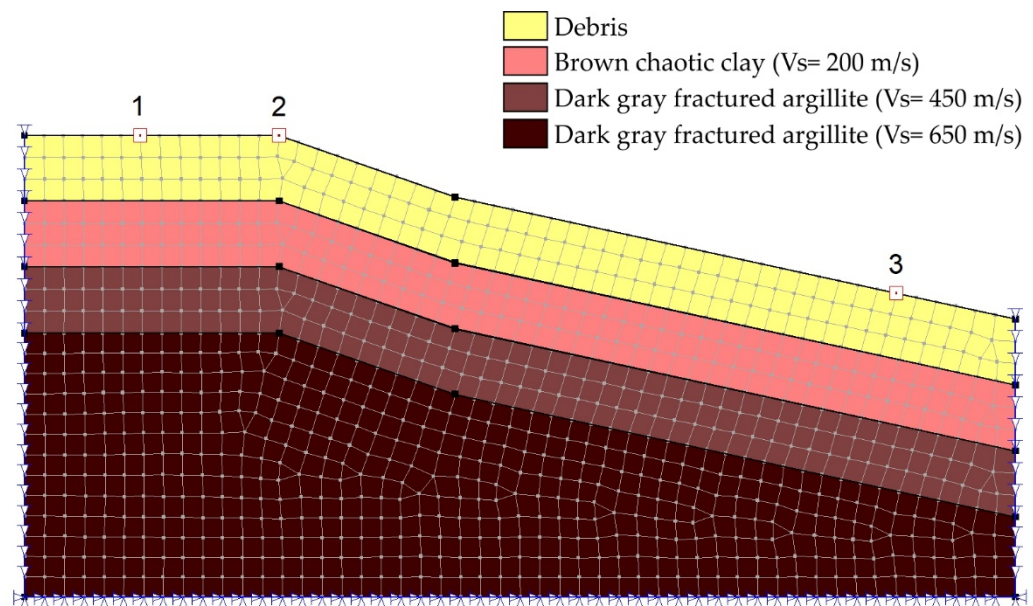 Debris
Brown chaotic clay (Vs= 200 m/s)
Dark gray fractured argillite (Vs= 450 m/s)
Dark gray fractured argillite (Vs= 650 m/s)
1
2
3